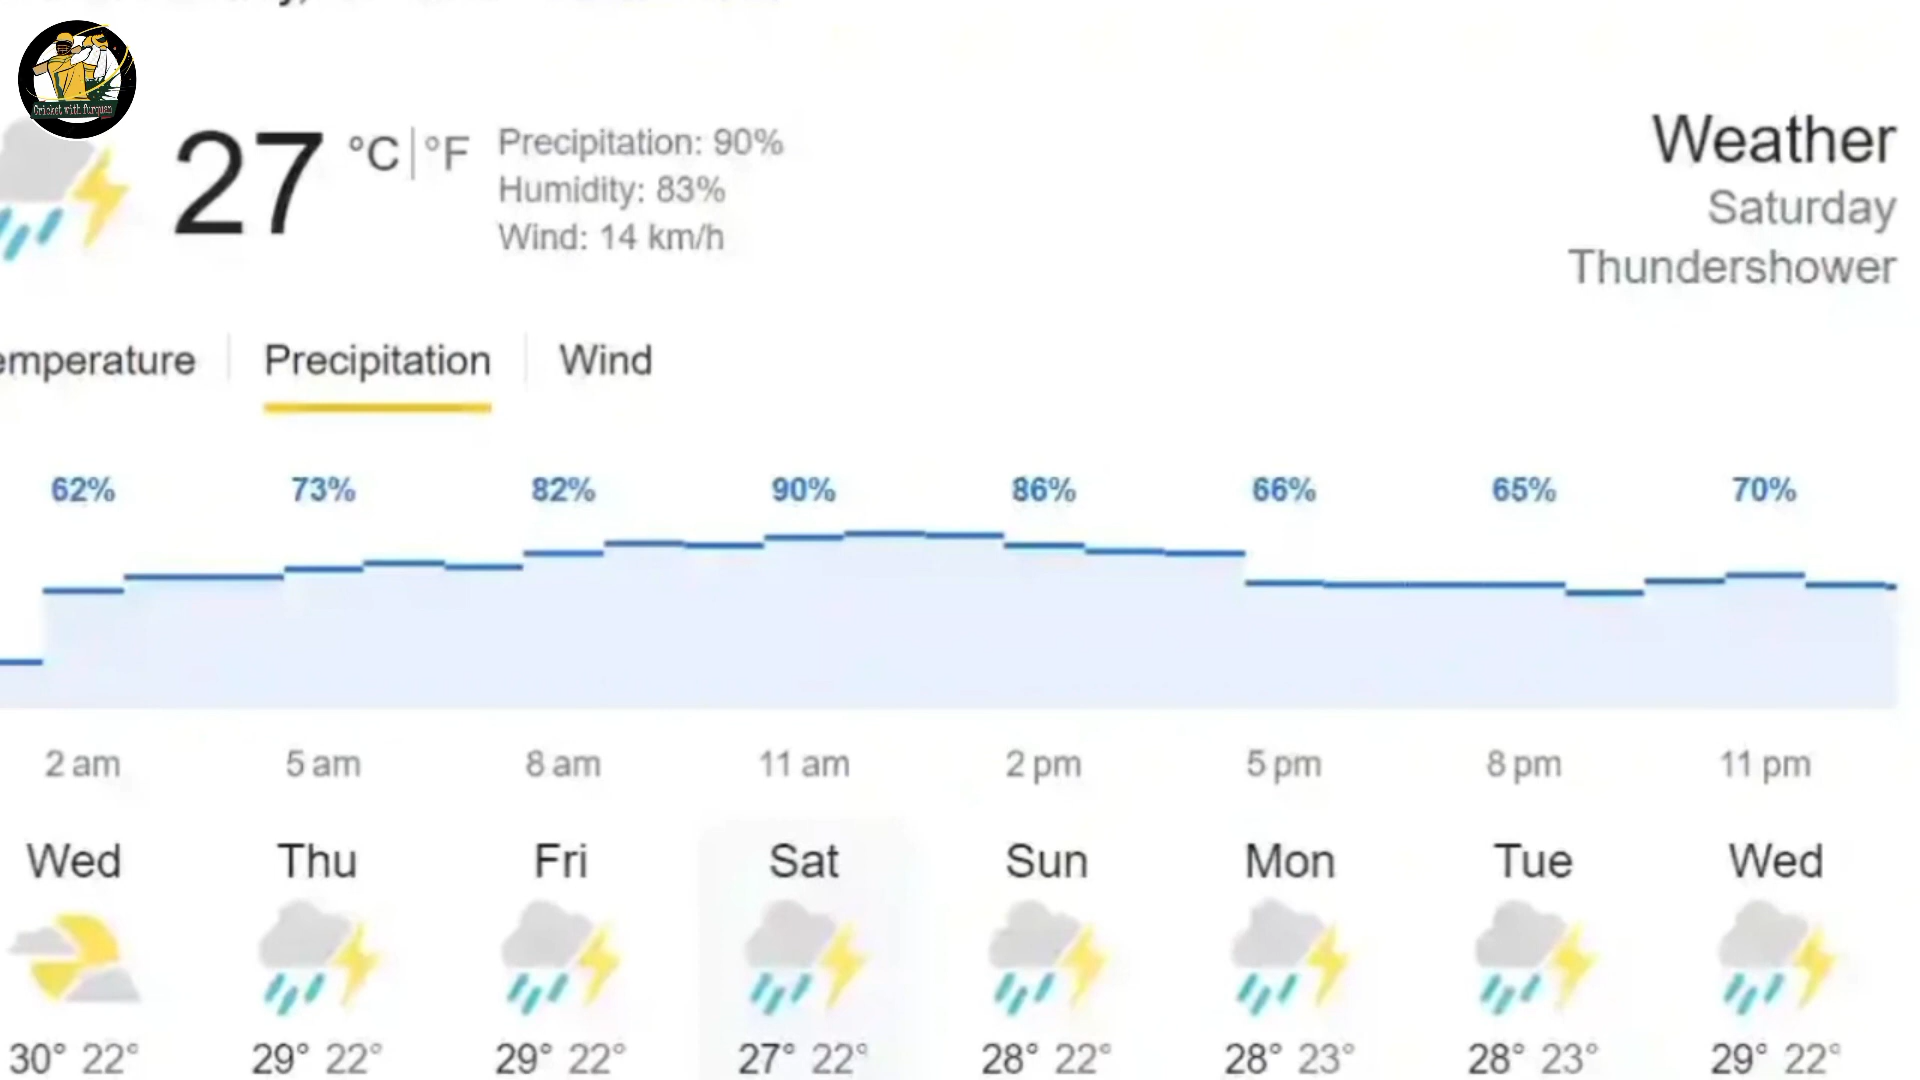 Cricket with furquan
27 °C | °F
Precipitation: 90%
Humidity: 83%
Wind: 14 km/h
Weather
Saturday
Thundershower
emperature
Precipitation
Wind
62% 73% 82% 90% 86% 66% 65% 70%
2 am 5 am 8 am 11 am 2 pm 5 pm 8 pm 11 pm
Wed Thu Fri Sat Sun Mon Tue Wed
30° 22° 29° 22° 29° 22° 27° 22° 28° 22° 28° 23° 28° 23° 29° 22°